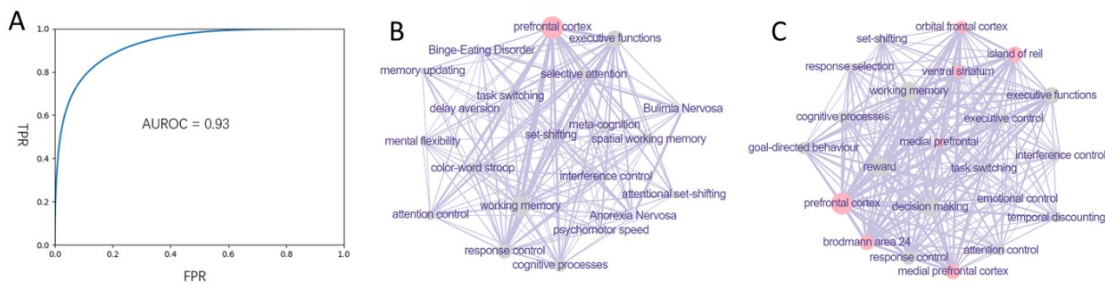 A
1.0
0.8
0.6
0.4
0.2
0.0
TPR
AUROC = 0.93
0.0 0.2 0.4 0.6 0.8 1.0
FPR
B
prefrontal cortex
executive functions
Binge-Eating Disorder
memory updating
selective attention
task switching
delay aversion
Bulimia Nervosa
meta-cognition
set-shifting
spatial working memory
mental flexibility
color-word stroop
interference control
attentional set-shifting
working memory
attention control
Anorexia Nervosa
psychomotor speed
response control
cognitive processes
C
orbital frontal cortex
set-shifting
island of reil
response selection
ventral striatum
working memory
executive functions
cognitive processes
executive control
goal-directed behaviour
medial prefrontal
interference control
reward
task switching
emotional control
prefrontal cortex
decision making
temporal discounting
brodmann area 24
attention control
response control
medial prefrontal cortex